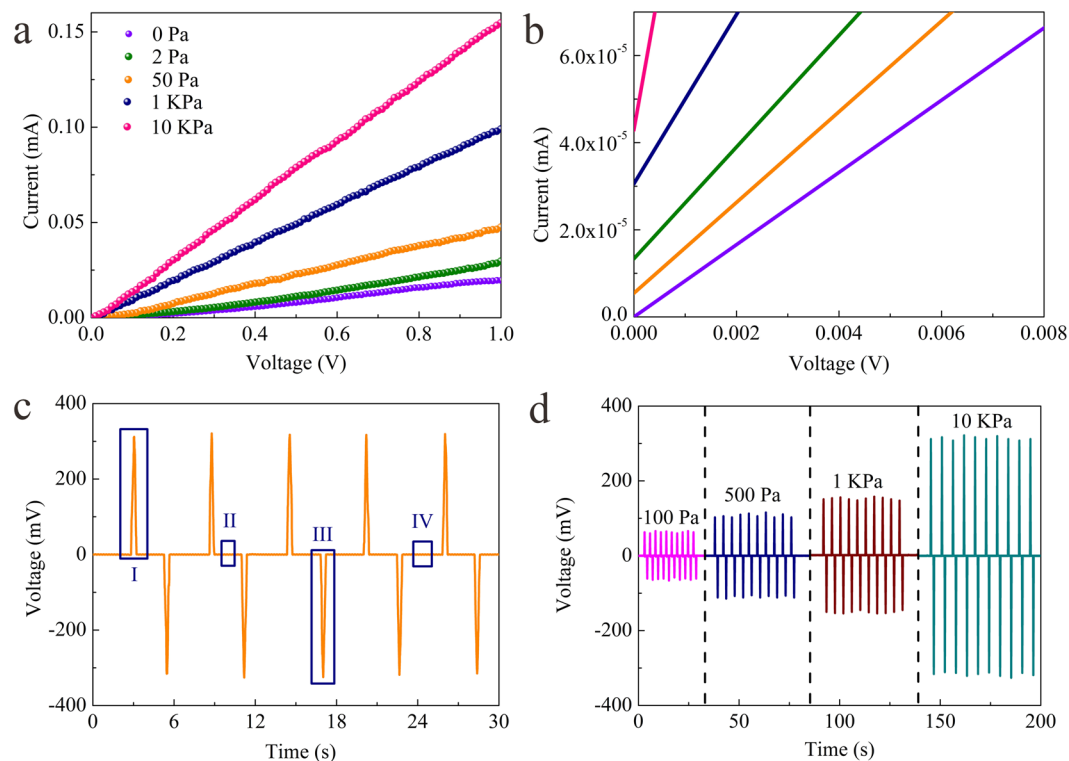 a
0.15
0.10
0.05
0.00
Current (mA)
0 Pa
2 Pa
50 Pa
1 KPa
10 KPa
0.0
0.2
0.4
0.6
0.8
1.0
Voltage (V)
b
6.0x10⁻⁵
4.0x10⁻⁵
2.0x10⁻⁵
0.0
Current (mA)
0.000
0.002
0.004
0.006
0.008
Voltage (V)
c
400
200
0
-200
-400
Voltage (mV)
I
II
III
IV
0
6
12
18
24
30
Time (s)
d
400
200
0
-200
-400
Voltage (mV)
100 Pa
500 Pa
1 KPa
10 KPa
0
50
100
150
200
Time (s)